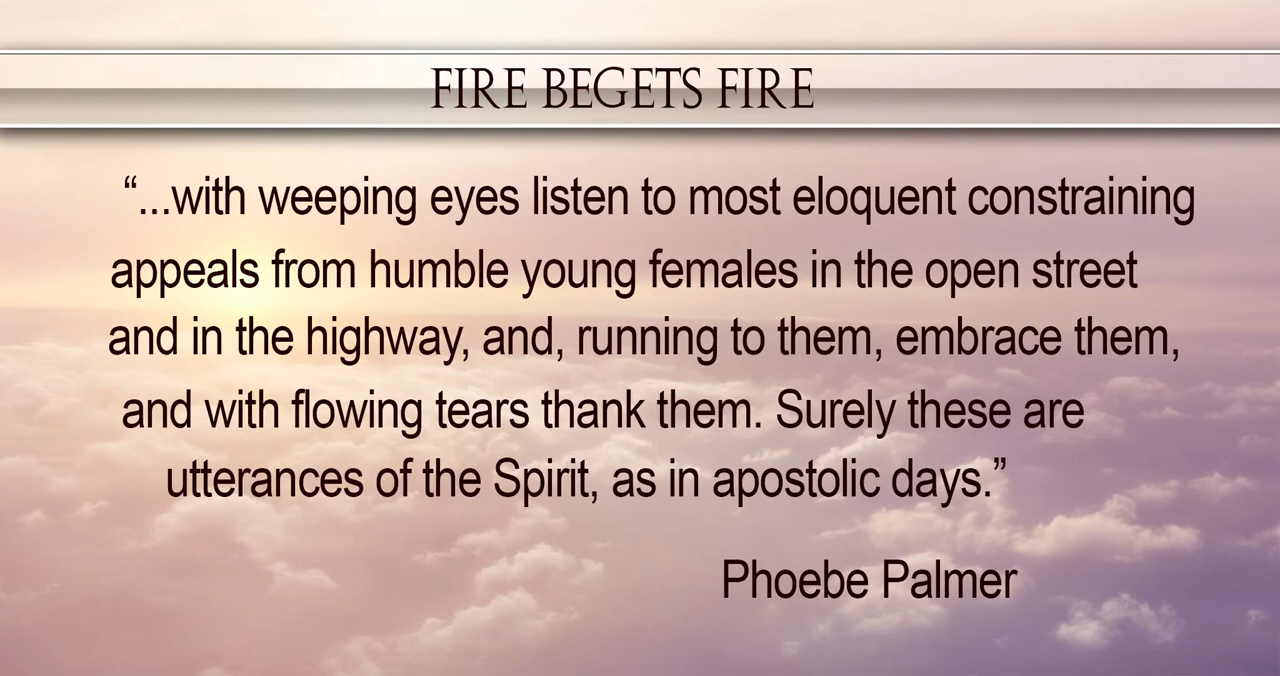 FIRE BEGETS FIRE
“...with weeping eyes listen to most eloquent constraining
appeals from humble young females in the open street
and in the highway, and, running to them, embrace them,
and with flowing tears thank them. Surely these are
utterances of the Spirit, as in apostolic days.”
Phoebe Palmer